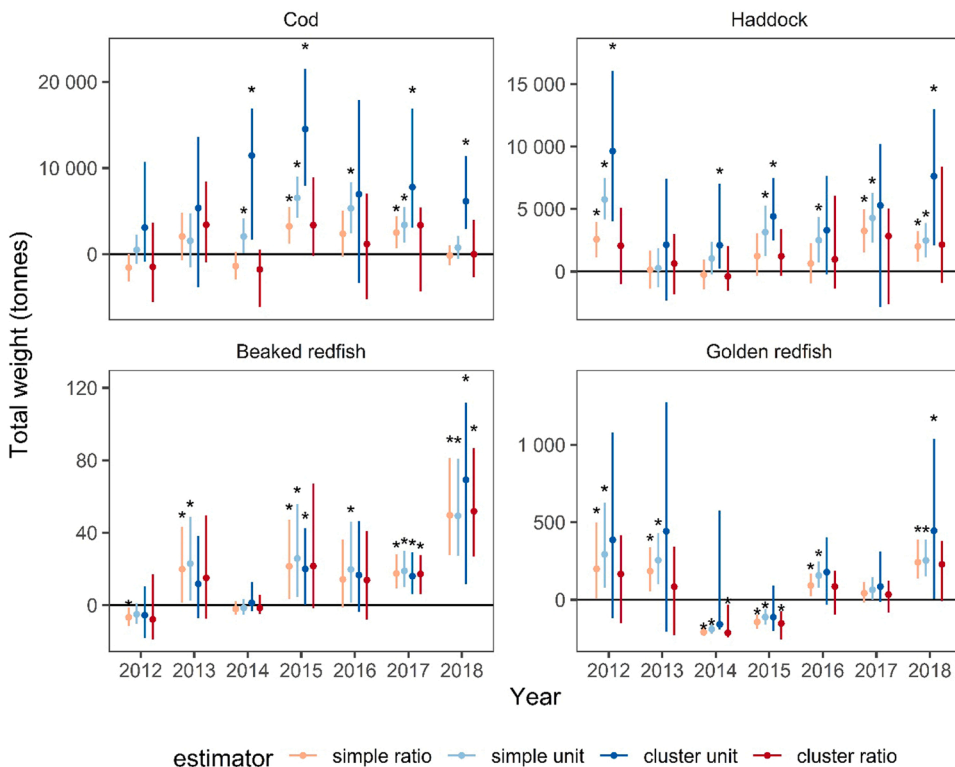 Cod
Haddock
20 000
10 000
0
15 000
10 000
5 000
0
Total weight (tonnes)
Beaked redfish
Golden redfish
120
80
40
0
1 000
500
0
2012 2013 2014 2015 2016 2017 2018
2012 2013 2014 2015 2016 2017 2018
Year
estimator simple ratio simple unit cluster unit cluster ratio